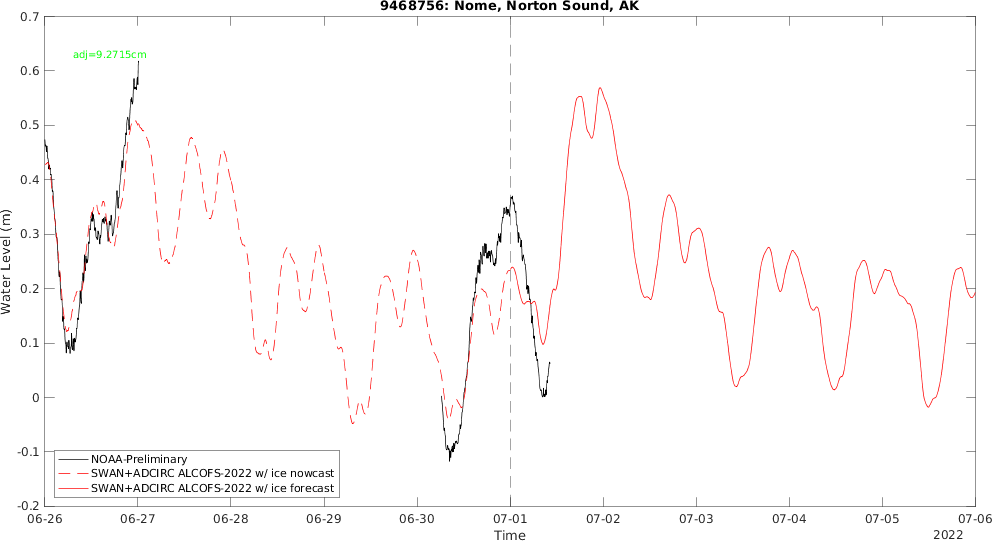 9468756: Nome, Norton Sound, AK
adj=9.2715cm
Water Level (m)
0.7
0.6
0.5
0.4
0.3
0.2
0.1
0
-0.1
-0.2
NOAA-Preliminary
SWAN+ADCIRC ALCOFS-2022 w/ ice nowcast
SWAN+ADCIRC ALCOFS-2022 w/ ice forecast
06-26 06-27 06-28 06-29 06-30 07-01 07-02 07-03 07-04 07-05 07-06
Time
2022